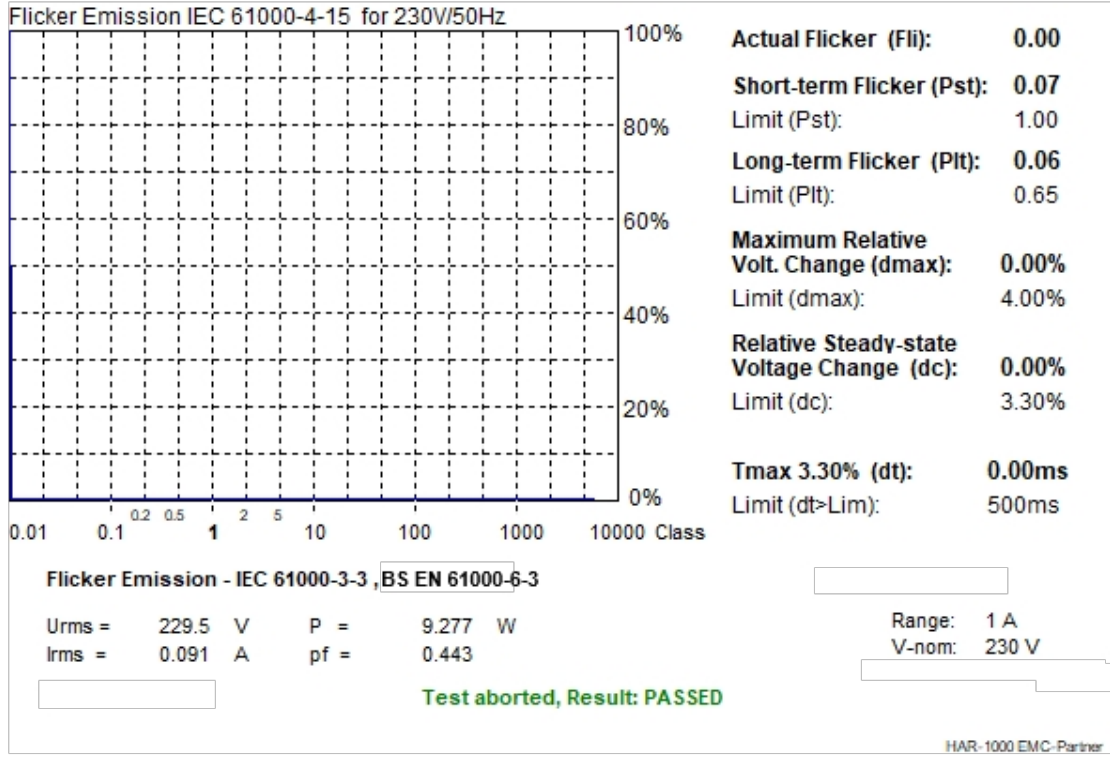 Flicker Emission IEC 61000-4-15 for 230V/50Hz
100%
80%
60%
40%
20%
0%
0.01 0.1 0.2 0.5 1 2 5 10 100 1000 10000 Class
Actual Flicker (Fli): 0.00
Short-term Flicker (Pst): 0.07
Limit (Pst): 1.00
Long-term Flicker (Plt): 0.06
Limit (Plt): 0.65
Maximum Relative
Volt. Change (dmax): 0.00%
Limit (dmax): 4.00%
Relative Steady-state
Voltage Change (dc): 0.00%
Limit (dc): 3.30%
Tmax 3.30% (dt): 0.00ms
Limit (dt>Lim): 500ms
Flicker Emission - IEC 61000-3-3 ,BS EN 61000-6-3
Urms = 229.5 V P = 9.277 W
Irms = 0.091 A pf = 0.443
Range: 1 A
V-nom: 230 V
Test aborted, Result: PASSED
HAR-1000 EMC-Partner